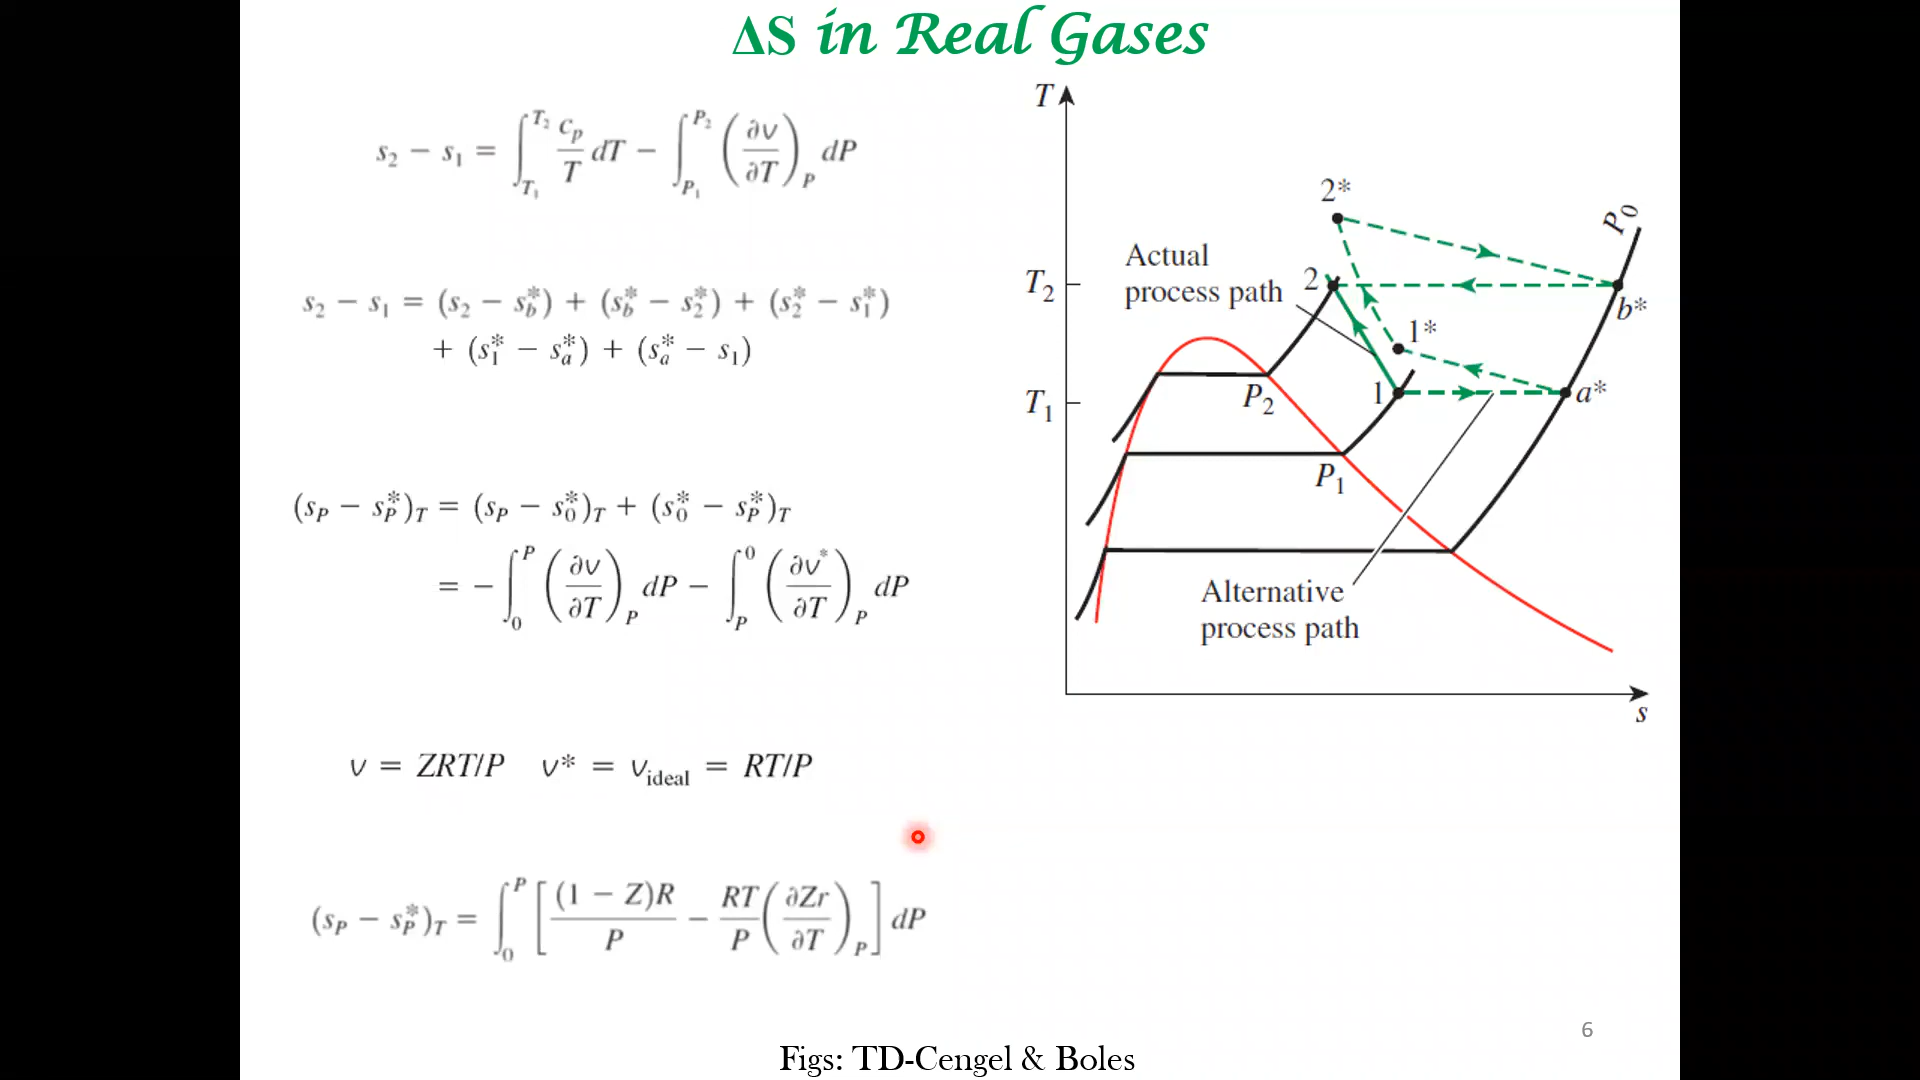 ΔS in Real Gases
s₂ − s₁ = ∫_{T₁}^{T₂} c_p/T dT − ∫_{P₁}^{P₂} (∂v/∂T)_P dP
s₂ − s₁ = (s₂ − s_b*) + (s_b* − s₂*) + (s₂* − s₁*)
+ (s₁* − s_a*) + (s_a* − s₁)
(s_P − s_P*)_T = (s_P − s₀*)_T + (s₀* − s_P*)_T
= − ∫_0^P (∂v/∂T)_P dP − ∫_P^0 (∂v*/∂T)_P dP
v = ZRT/P v* = v_ideal = RT/P
(s_P − s_P*)_T = ∫_0^P [(1 − Z)R/P − RT/P (∂Zr/∂T)_P] dP
T
2*
P₀
Actual
process path
T₂
2
b*
1*
T₁
P₂
1
a*
P₁
Alternative
process path
s
6
Figs: TD-Cengel & Boles